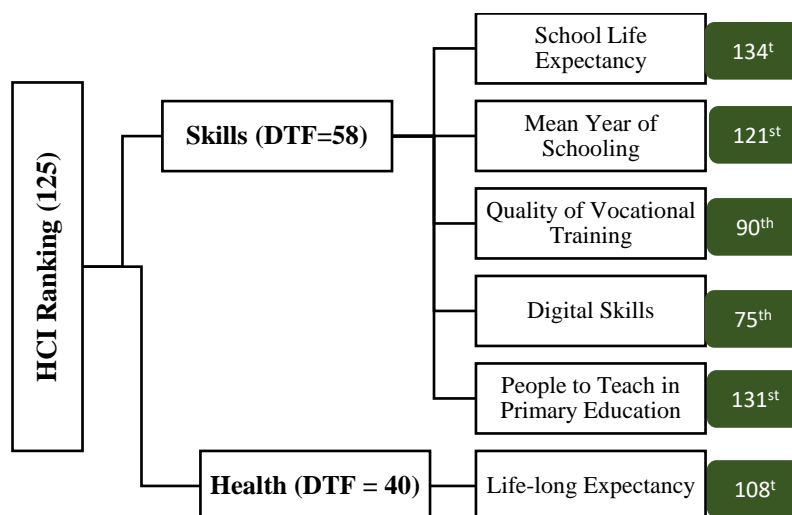 HCI Ranking (125)
Skills (DTF=58)
School Life
Expectancy
134t
Mean Year of
Schooling
121st
Quality of Vocational
Training
90th
Digital Skills
75th
People to Teach in
Primary Education
131st
Health (DTF = 40)
Life-long Expectancy
108t